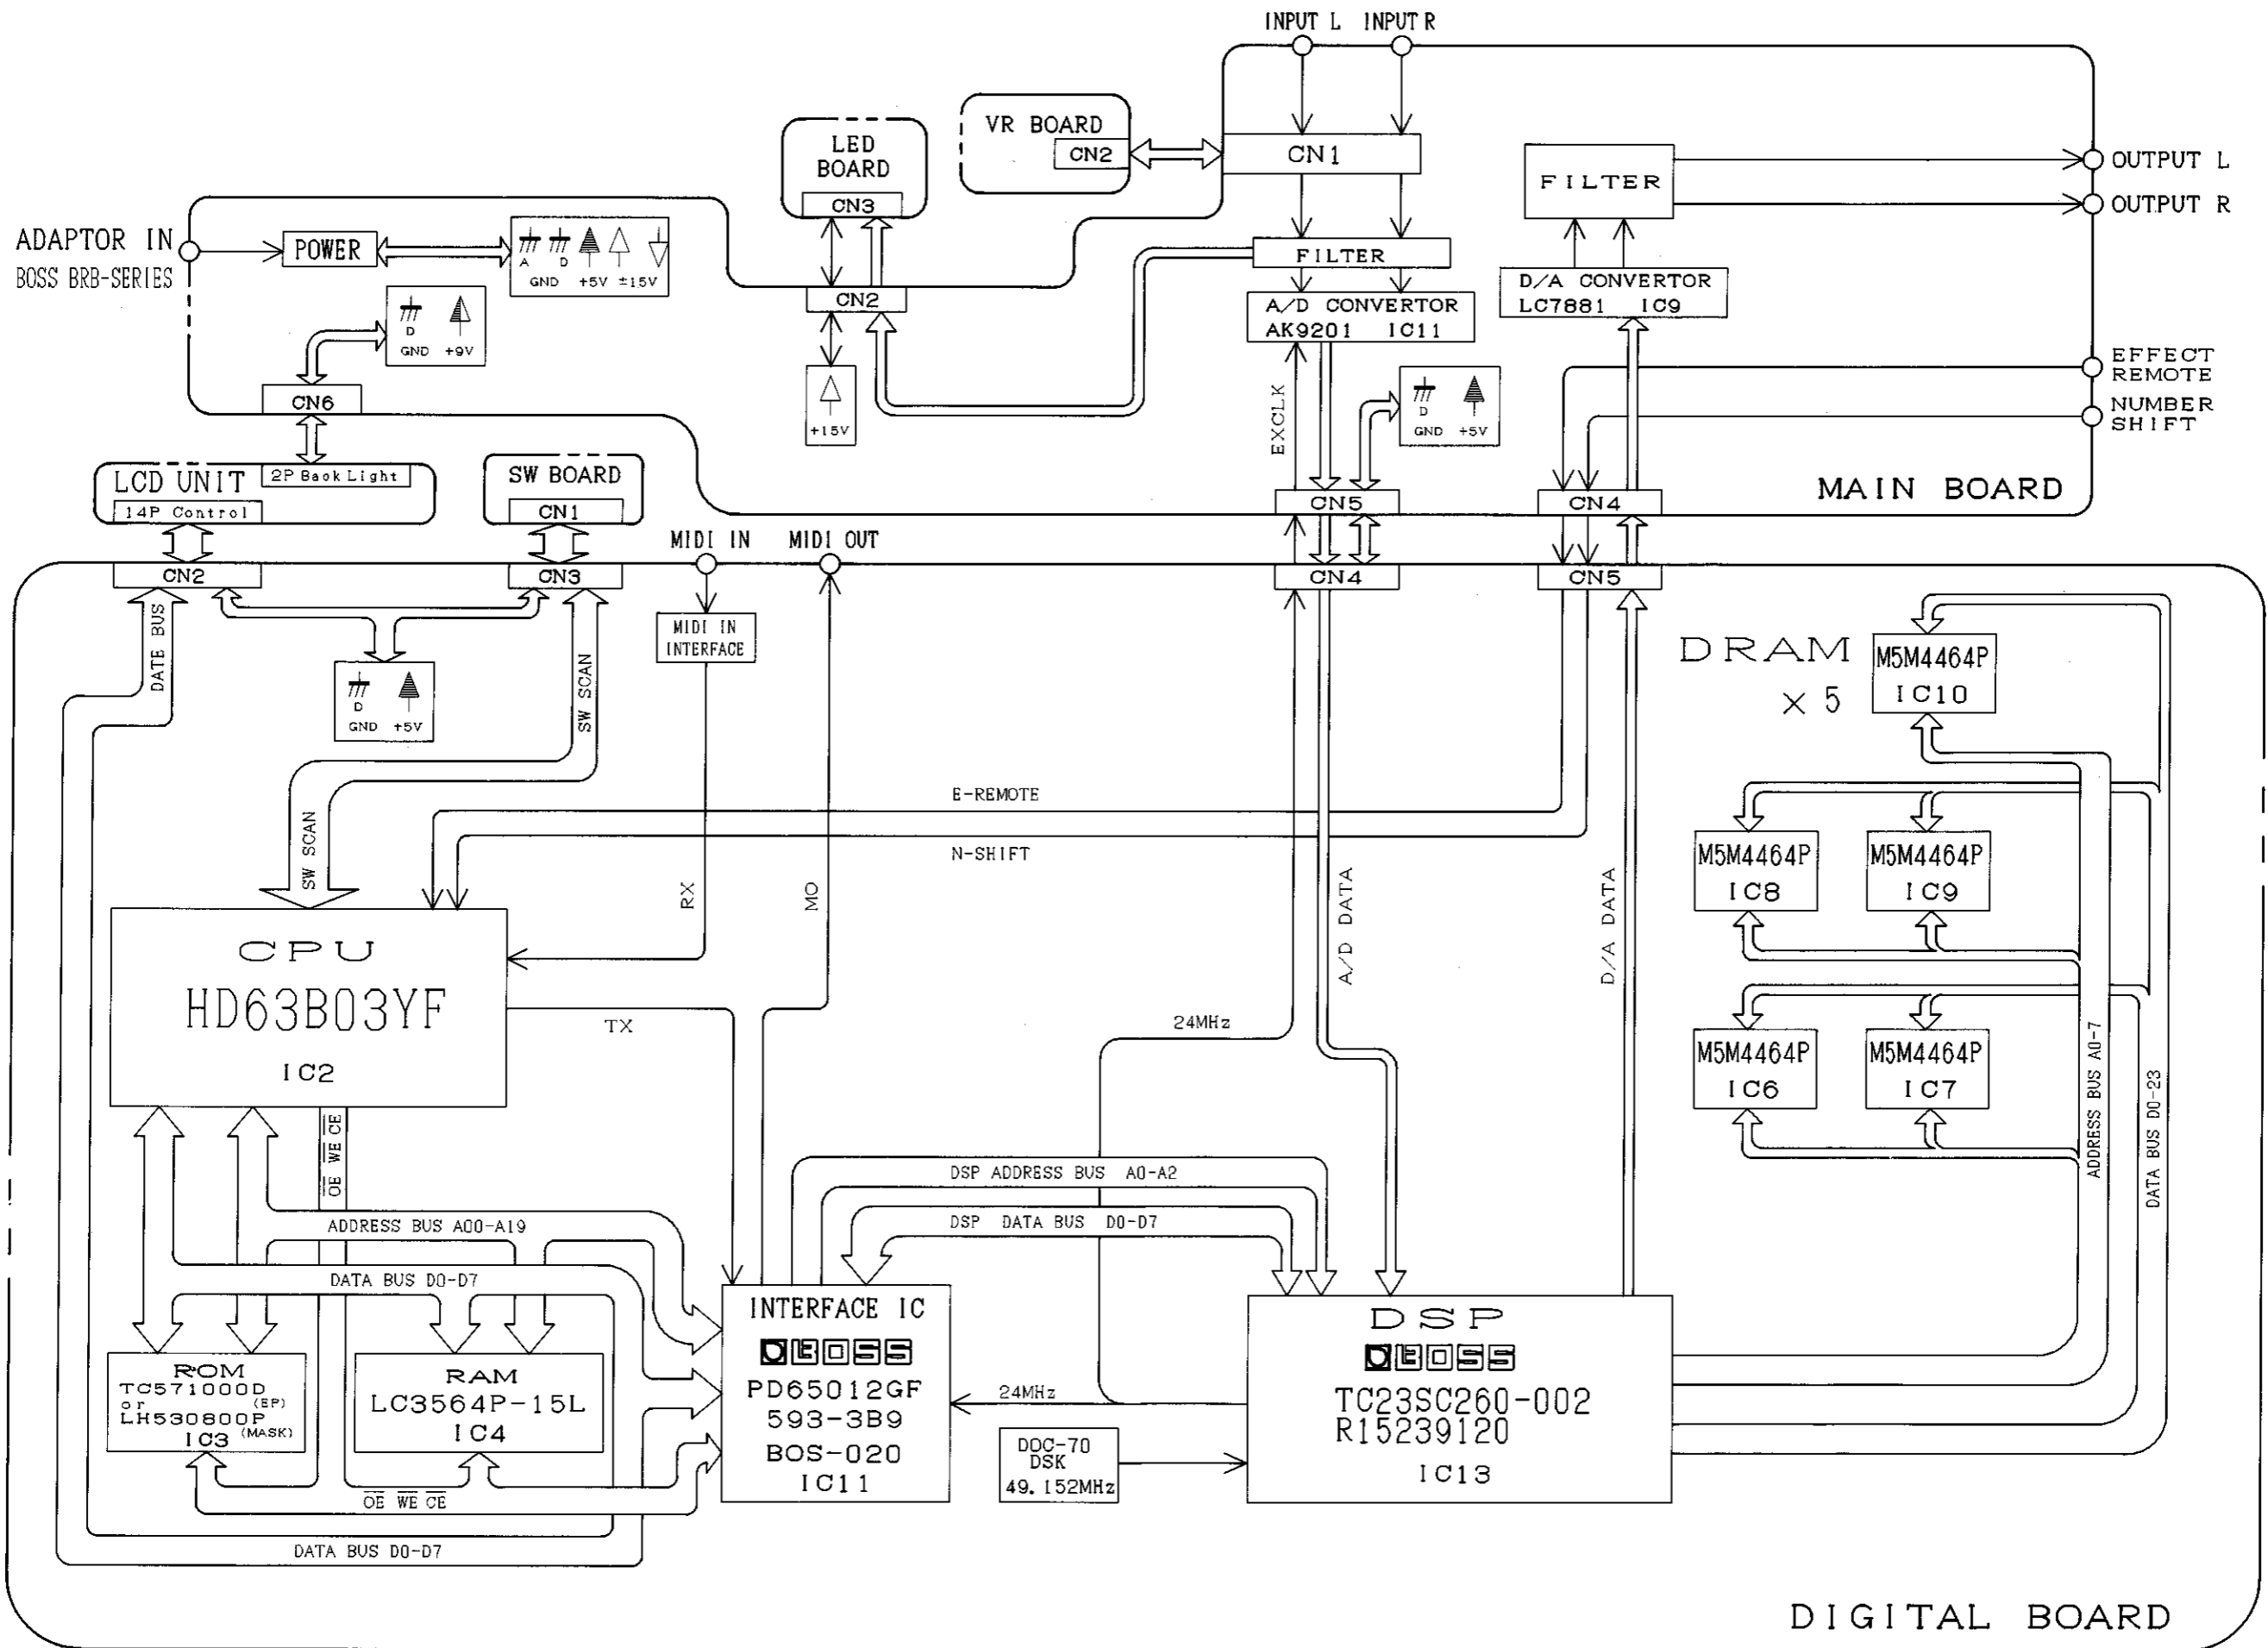 INPUT L INPUT R
VR BOARD
CN2
CN1
LED
BOARD
CN3
FILTER
OUTPUT L
OUTPUT R
ADAPTOR IN
BOSS BRB-SERIES
POWER
A D
GND +5V ±15V
FILTER
D/A CONVERTOR
LC7881 IC9
CN2
A/D CONVERTOR
AK9201 IC11
D
GND +9V
EFFECT
REMOTE
NUMBER
SHIFT
CN6
+15V
EXCLK
D
GND +5V
LCD UNIT
2P Back Light
14P Control
SW BOARD
CN1
CN5
CN4
MAIN BOARD
MIDI IN MIDI OUT
CN2
CN3
CN4
CN5
DATE BUS
MIDI IN
INTERFACE
SW SCAN
D
GND +5V
DRAM
× 5
M5M4464P
IC10
E-REMOTE
N-SHIFT
SW SCAN
RX
MO
A/D DATA
D/A DATA
M5M4464P
IC8
M5M4464P
IC9
CPU
HD63B03YF
IC2
TX
24MHz
M5M4464P
IC6
M5M4464P
IC7
ADDRESS BUS A0-7
DATA BUS D0-23
OE WE CE
DSP ADDRESS BUS A0-A2
DSP DATA BUS D0-D7
ADDRESS BUS A00-A19
DATA BUS D0-D7
INTERFACE IC
BOSS
PD65012GF
593-3B9
BOS-020
IC11
DSP
BOSS
TC23SC260-002
R15239120
IC13
ROM
TC571000D
or (EP)
LH530800P
IC3 (MASK)
RAM
LC3564P-15L
IC4
24MHz
DOC-70
DSK
49.152MHz
OE WE CE
DATA BUS D0-D7
DIGITAL BOARD